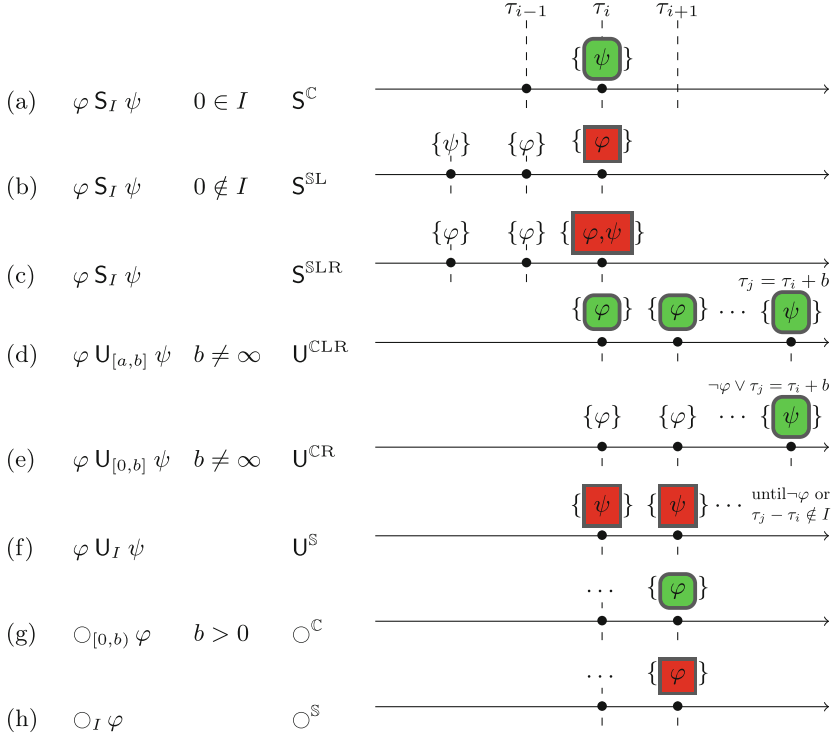 τ_{i−1} τ_i τ_{i+1}
{ψ}
(a) φ S_I ψ 0 ∈ I S^ℂ
{ψ} {φ} {φ}
(b) φ S_I ψ 0 ∉ I S^{𝕊L}
{φ} {φ} {φ,ψ}
(c) φ S_I ψ S^{𝕊LR}
τ_j = τ_i + b
{φ} {φ} ⋯ {ψ}
(d) φ U_{[a,b]} ψ b ≠ ∞ U^{ℂLR}
¬φ ∨ τ_j = τ_i + b
{φ} {φ} ⋯ {ψ}
(e) φ U_{[0,b]} ψ b ≠ ∞ U^{ℂR}
{ψ} {ψ} ⋯ until¬φ or
τ_j − τ_i ∉ I
(f) φ U_I ψ U^𝕊
⋯ {φ}
(g) ○_{[0,b)} φ b > 0 ○^ℂ
⋯ {φ}
(h) ○_I φ ○^𝕊